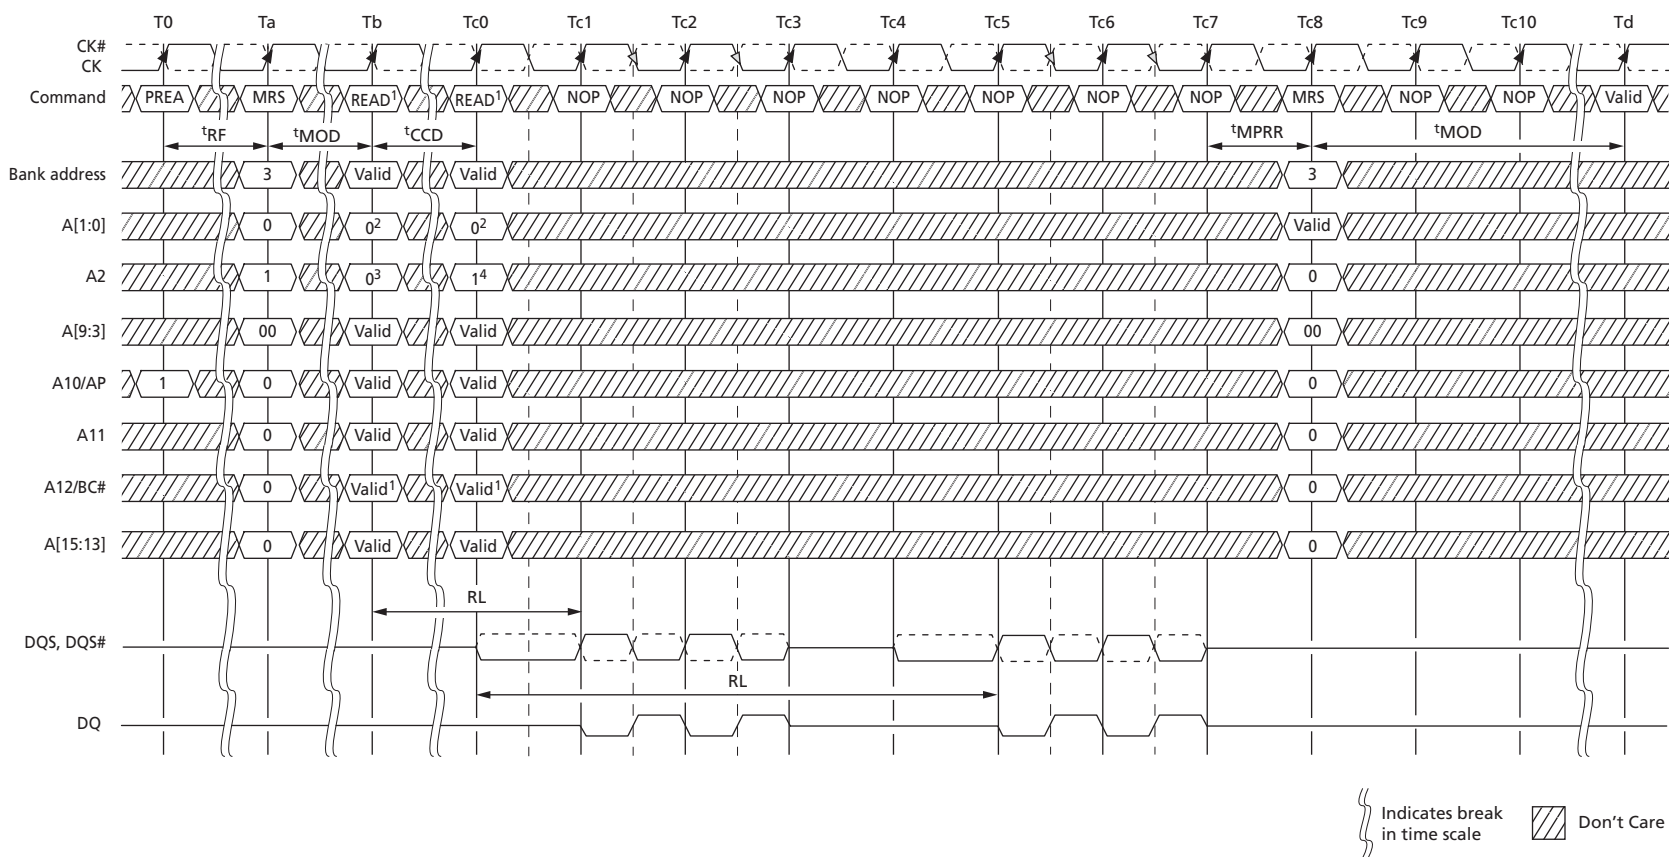 T0 Ta Tb Tc0 Tc1 Tc2 Tc3 Tc4 Tc5 Tc6 Tc7 Tc8 Tc9 Tc10 Td
CK#
CK
Command PREA MRS READ¹ READ¹ NOP NOP NOP NOP NOP NOP NOP MRS NOP NOP Valid
tRF tMOD tCCD tMPRR tMOD
Bank address 3 Valid Valid 3
A[1:0] 0 0² 0² Valid
A2 1 0³ 1⁴ 0
A[9:3] 00 Valid Valid 00
A10/AP 1 0 Valid Valid 0
A11 0 Valid Valid 0
A12/BC# 0 Valid¹ Valid¹ 0
A[15:13] 0 Valid Valid 0
RL
DQS, DQS#
RL
DQ
Indicates break
in time scale
Don't Care